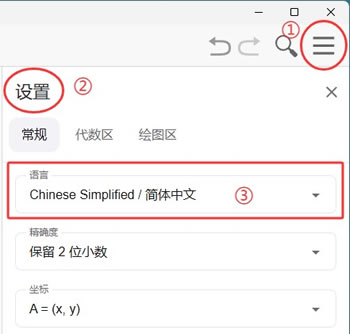 ①
设置 ②
常规 代数区 绘图区
语言
Chinese Simplified / 简体中文 ③
精确度
保留 2 位小数
坐标
A = (x, y)